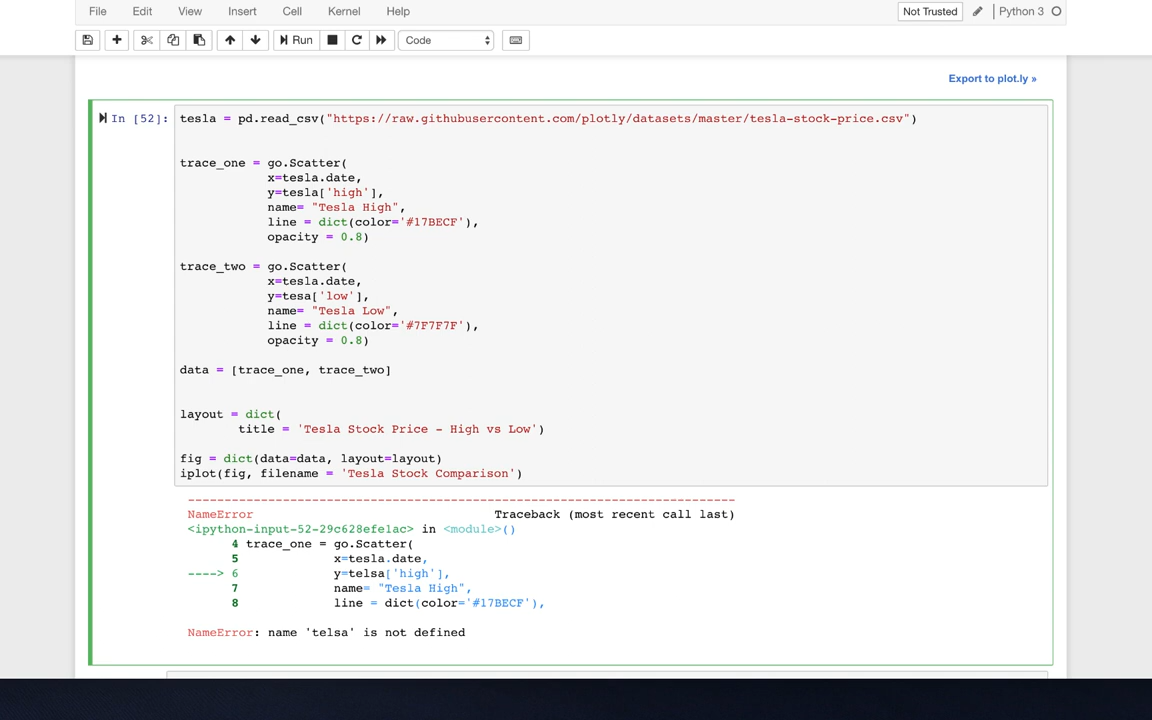 File Edit View Insert Cell Kernel Help Not Trusted Python 3
Run Code
Export to plot.ly »
In [52]: tesla = pd.read_csv("https://raw.githubusercontent.com/plotly/datasets/master/tesla-stock-price.csv")
trace_one = go.Scatter(
x=tesla.date,
y=tesla['high'],
name= "Tesla High",
line = dict(color='#17BECF'),
opacity = 0.8)
trace_two = go.Scatter(
x=tesla.date,
y=tesa['low'],
name= "Tesla Low",
line = dict(color='#7F7F7F'),
opacity = 0.8)
data = [trace_one, trace_two]
layout = dict(
title = 'Tesla Stock Price - High vs Low')
fig = dict(data=data, layout=layout)
iplot(fig, filename = 'Tesla Stock Comparison')
---------------------------------------------------------------------------
NameError Traceback (most recent call last)
<ipython-input-52-29c628efe1ac> in <module>()
4 trace_one = go.Scatter(
5 x=tesla.date,
----> 6 y=telsa['high'],
7 name= "Tesla High",
8 line = dict(color='#17BECF'),
NameError: name 'telsa' is not defined